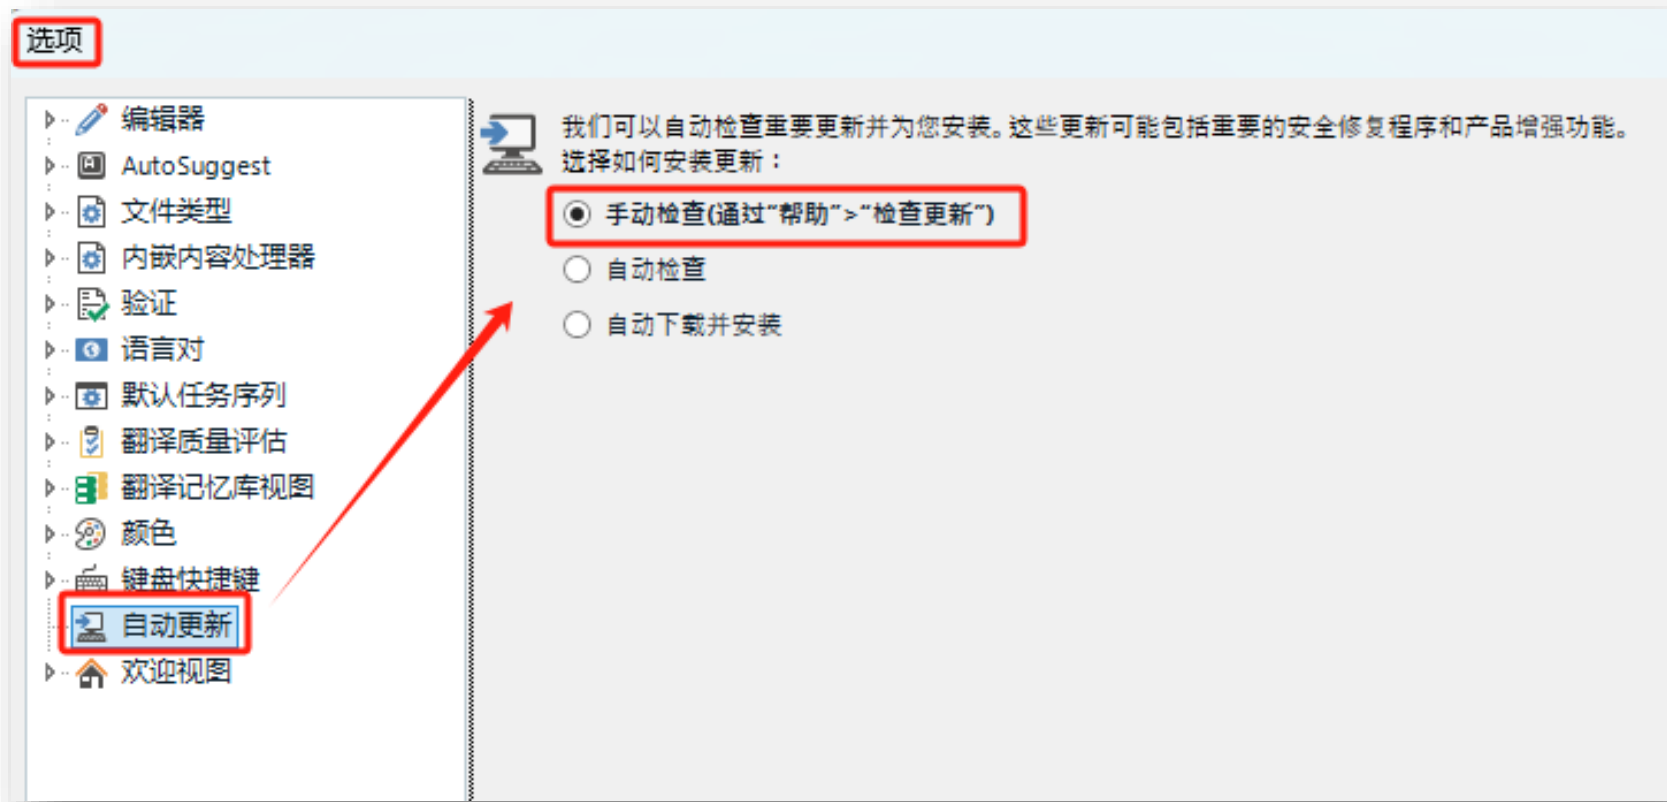 选项
编辑器
AutoSuggest
文件类型
内嵌内容处理器
验证
语言对
默认任务序列
翻译质量评估
翻译记忆库视图
颜色
键盘快捷键
自动更新
欢迎视图
我们可以自动检查重要更新并为您安装。这些更新可能包括重要的安全修复程序和产品增强功能。
选择如何安装更新：
手动检查(通过"帮助">"检查更新")
自动检查
自动下载并安装